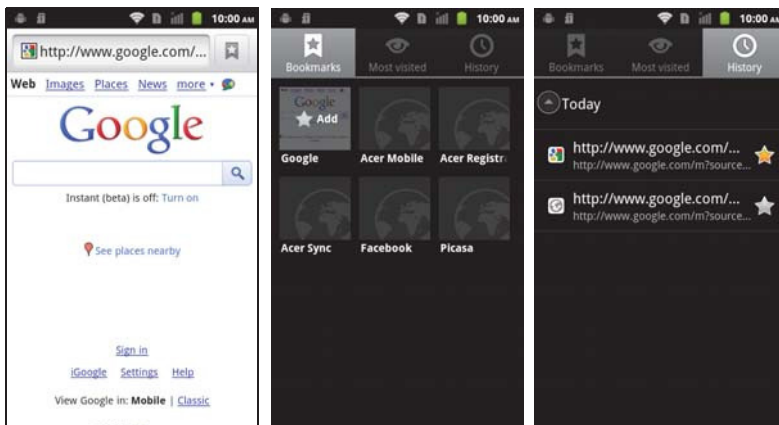 10:00 AM
http://www.google.com/...
Web Images Places News more
Google
Instant (beta) is off: Turn on
See places nearby
Sign in
iGoogle Settings Help
View Google in: Mobile | Classic
10:00 AM
Bookmarks Most visited History
Google
Add
Google Acer Mobile Acer Registr
Acer Sync Facebook Picasa
10:00 AM
Bookmarks Most visited History
Today
http://www.google.com/...
http://www.google.com/m?source...
http://www.google.com/...
http://www.google.com/m?source...